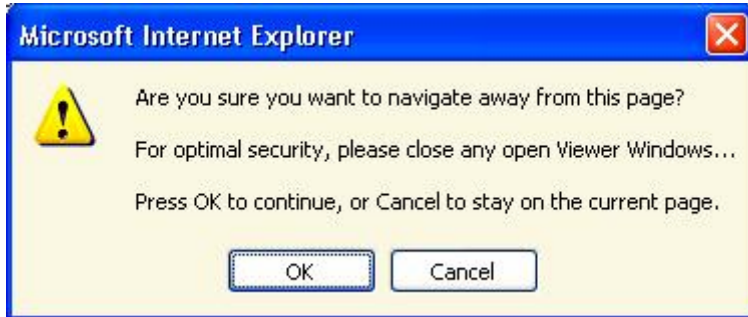 Microsoft Internet Explorer
Are you sure you want to navigate away from this page?
For optimal security, please close any open Viewer Windows...
Press OK to continue, or Cancel to stay on the current page.
OK
Cancel